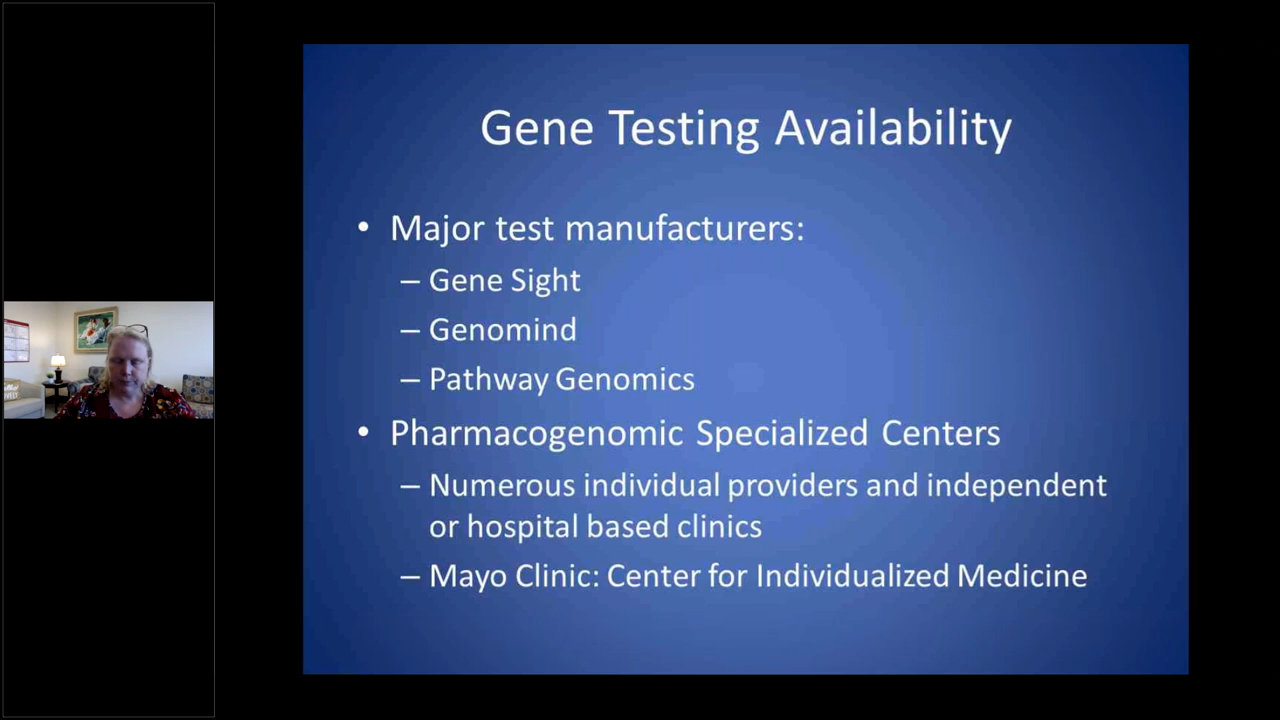 Gene Testing Availability
• Major test manufacturers:
– Gene Sight
– Genomind
– Pathway Genomics
• Pharmacogenomic Specialized Centers
– Numerous individual providers and independent
or hospital based clinics
– Mayo Clinic: Center for Individualized Medicine